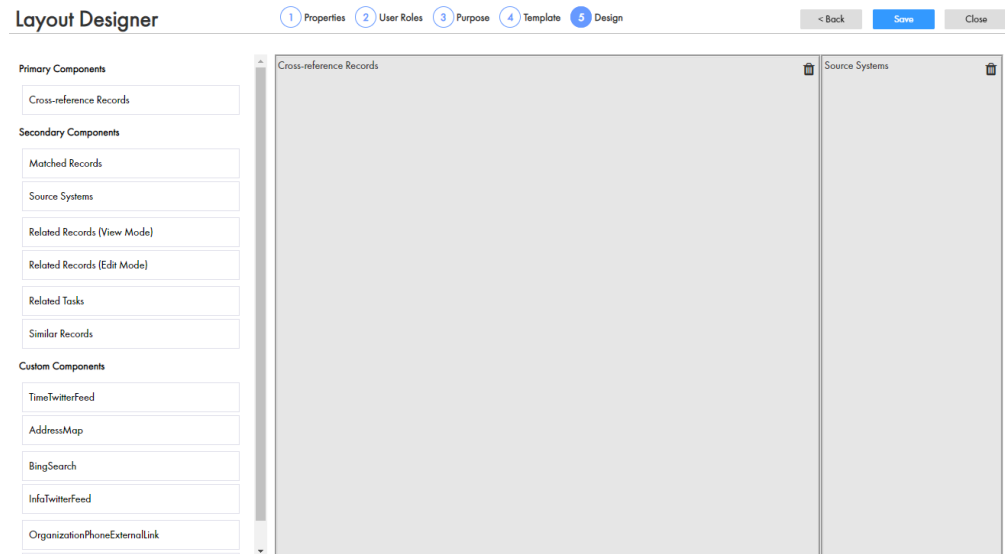 Layout Designer
1 Properties 2 User Roles 3 Purpose 4 Template 5 Design
< Back Save Close
Primary Components
Cross-reference Records
Secondary Components
Matched Records
Source Systems
Related Records (View Mode)
Related Records (Edit Mode)
Related Tasks
Similar Records
Custom Components
TimeTwitterFeed
AddressMap
BingSearch
InfaTwitterFeed
OrganizationPhoneExternalLink
Cross-reference Records
Source Systems